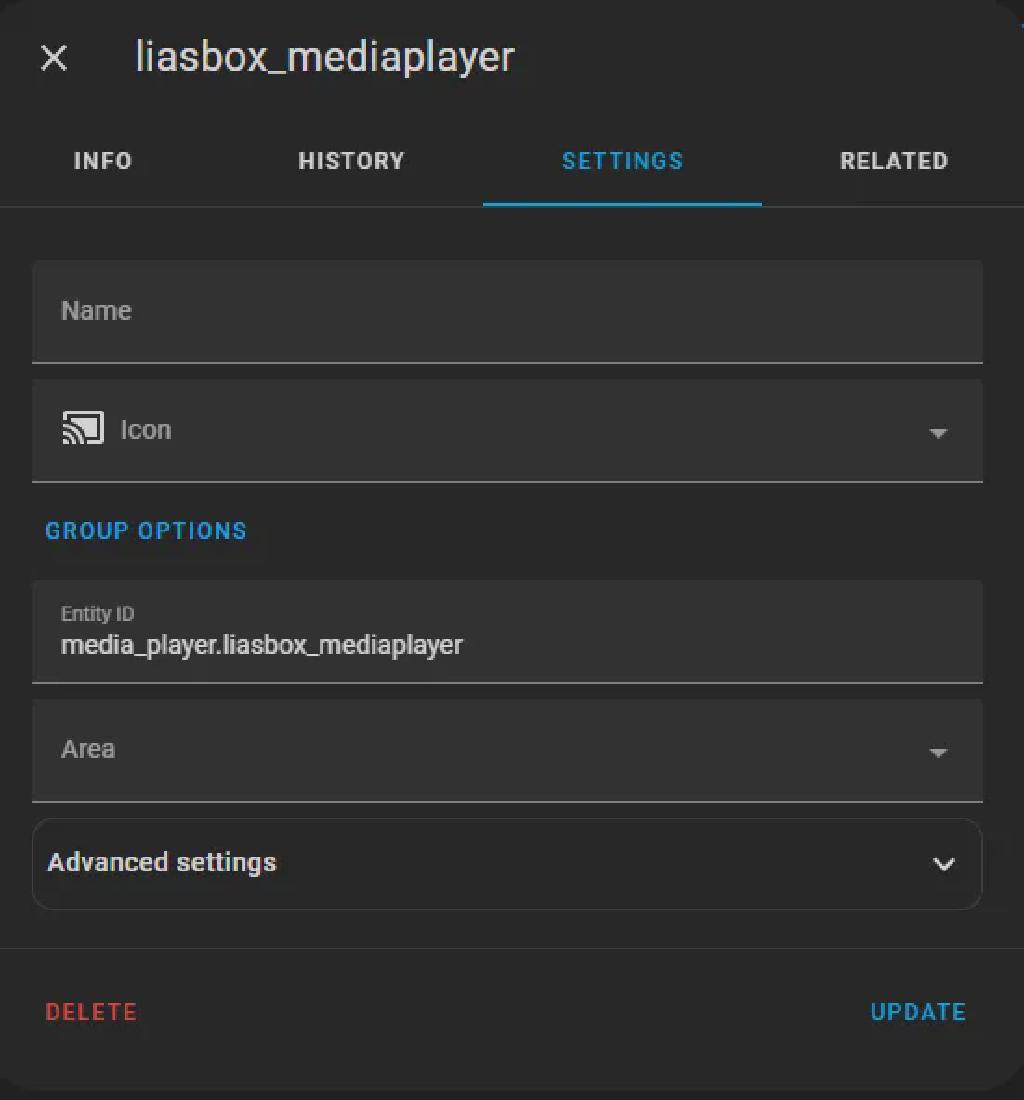 liasbox_mediaplayer
INFO HISTORY SETTINGS RELATED
Name
Icon
GROUP OPTIONS
Entity ID
media_player.liasbox_mediaplayer
Area
Advanced settings
DELETE UPDATE